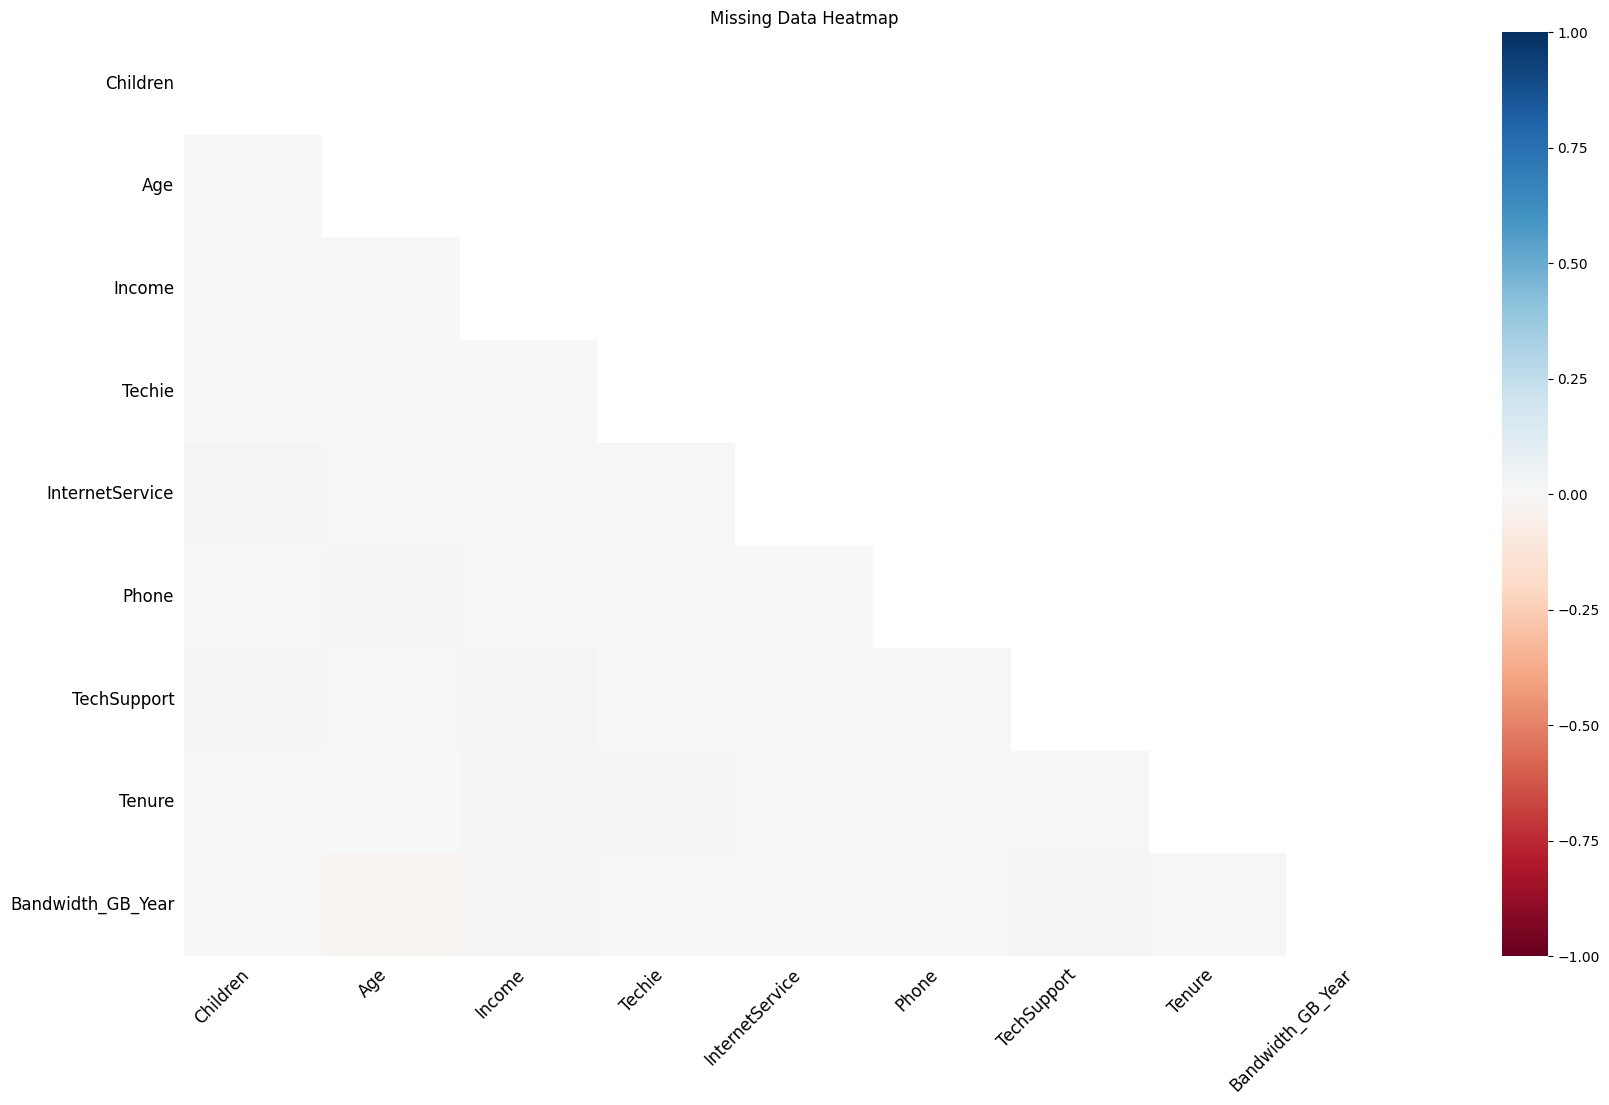 Missing Data Heatmap
Children
Age
Income
Techie
InternetService
Phone
TechSupport
Tenure
Bandwidth_GB_Year
Children
Age
Income
Techie
InternetService
Phone
TechSupport
Tenure
Bandwidth_GB_Year
1.00
0.75
0.50
0.25
0.00
−0.25
−0.50
−0.75
−1.00